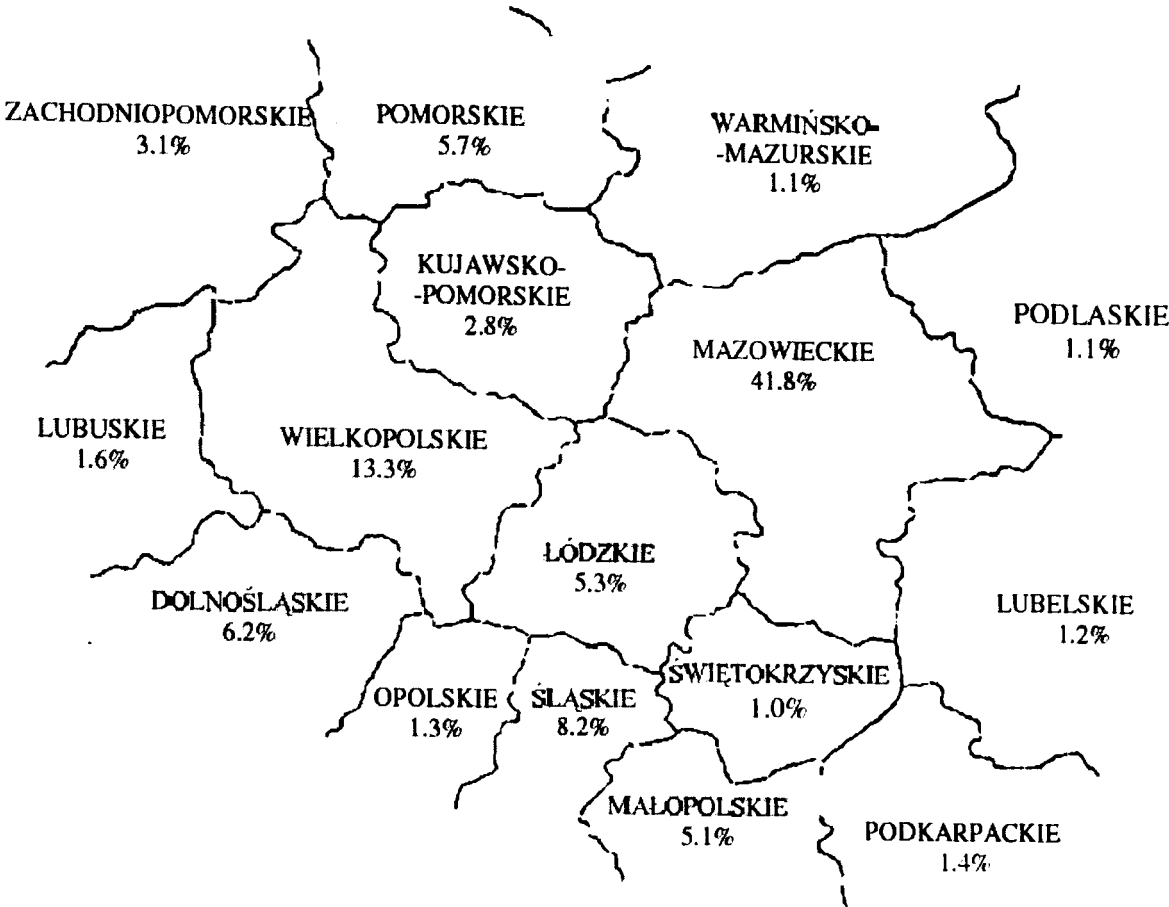 ZACHODNIOPOMORSKIE
3.1%
POMORSKIE
5.7%
WARMIŃSKO-
-MAZURSKIE
1.1%
KUJAWSKO-
-POMORSKIE
2.8%
PODLASKIE
1.1%
MAZOWIECKIE
41.8%
LUBUSKIE
1.6%
WIELKOPOLSKIE
13.3%
ŁÓDZKIE
5.3%
DOLNOŚLĄSKIE
6.2%
LUBELSKIE
1.2%
OPOLSKIE
1.3%
ŚLĄSKIE
8.2%
ŚWIĘTOKRZYSKIE
1.0%
MAŁOPOLSKIE
5.1%
PODKARPACKIE
1.4%